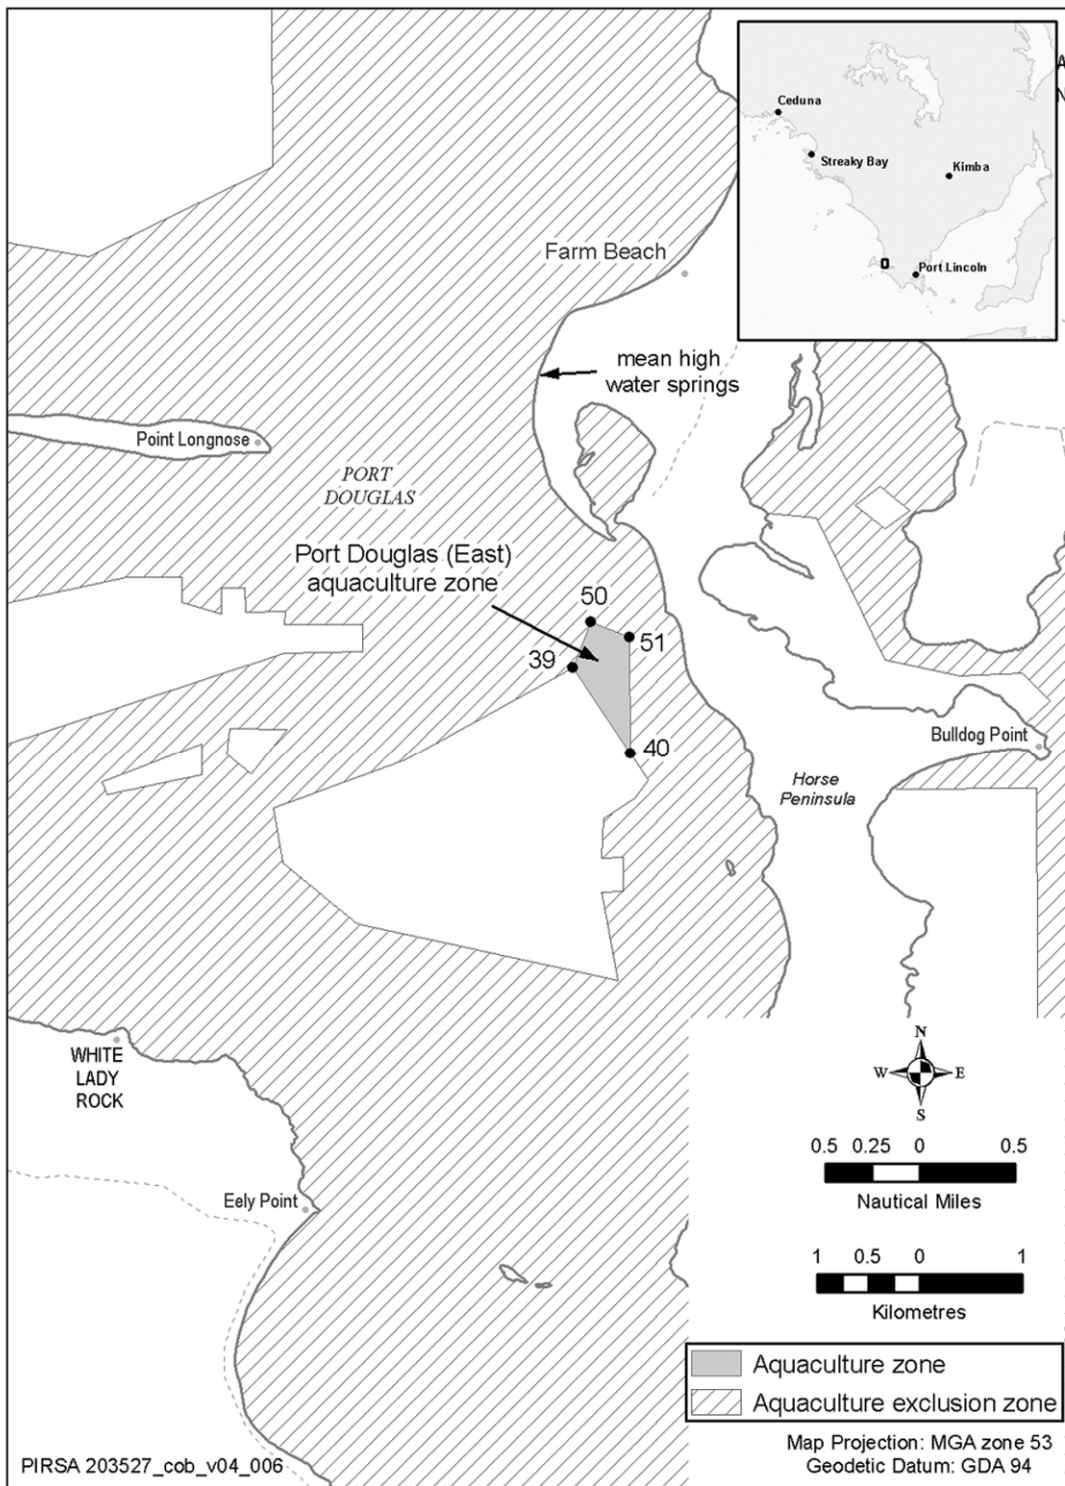 A
N
Ceduna
Streaky Bay
Kimba
Port Lincoln
Farm Beach
mean high
water springs
Point Longnose
PORT
DOUGLAS
Port Douglas (East)
aquaculture zone
50
51
39
40
Bulldog Point
Horse
Peninsula
WHITE
LADY
ROCK
N
W E
S
0.5 0.25 0 0.5
Nautical Miles
Eely Point
1 0.5 0 1
Kilometres
Aquaculture zone
Aquaculture exclusion zone
Map Projection: MGA zone 53
Geodetic Datum: GDA 94
PIRSA 203527_cob_v04_006